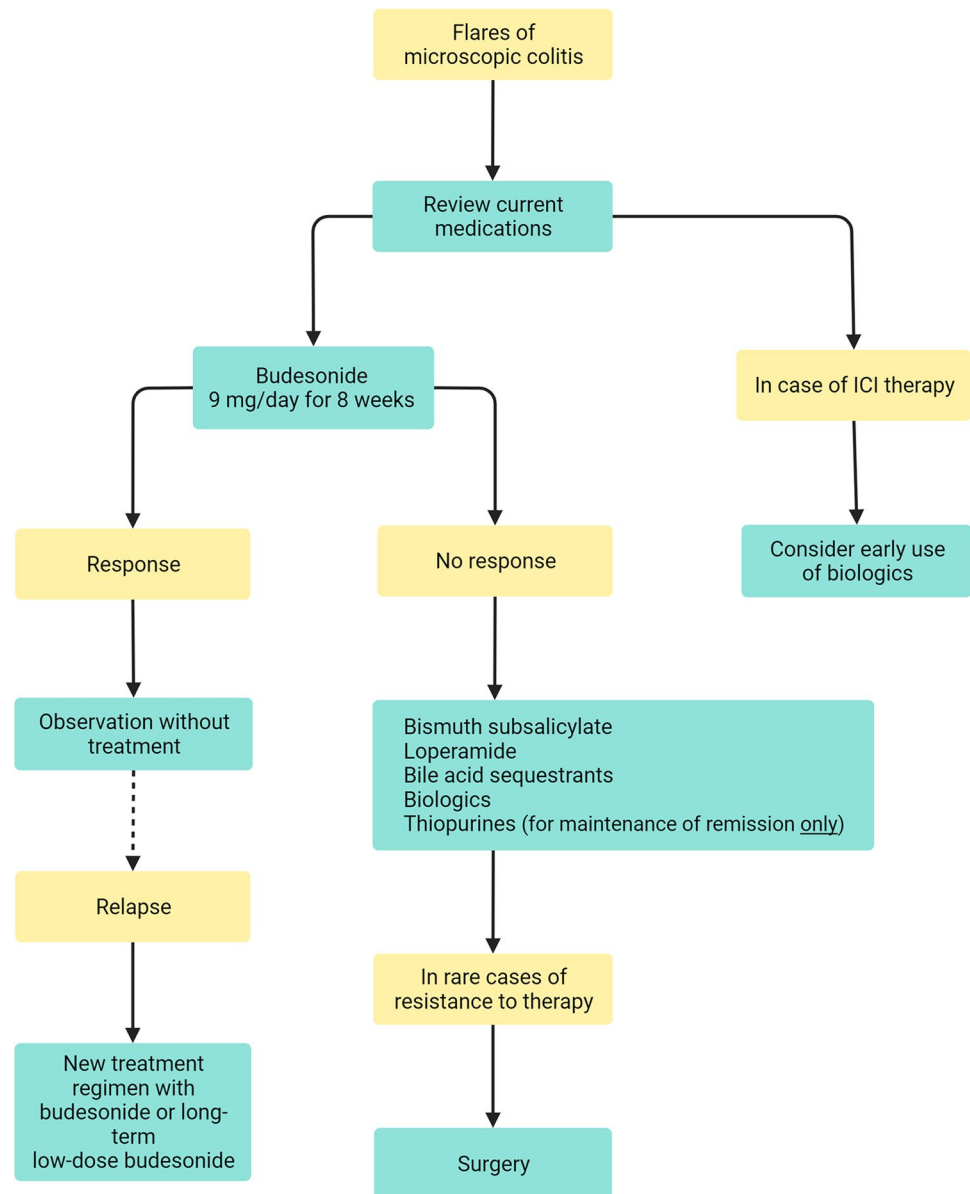 Flares of
microscopic colitis
Review current
medications
Budesonide
9 mg/day for 8 weeks
In case of ICI therapy
Response
No response
Consider early use
of biologics
Observation without
treatment
Bismuth subsalicylate
Loperamide
Bile acid sequestrants
Biologics
Thiopurines (for maintenance of remission only)
Relapse
In rare cases of
resistance to therapy
New treatment
regimen with
budesonide or long-
term
low-dose budesonide
Surgery